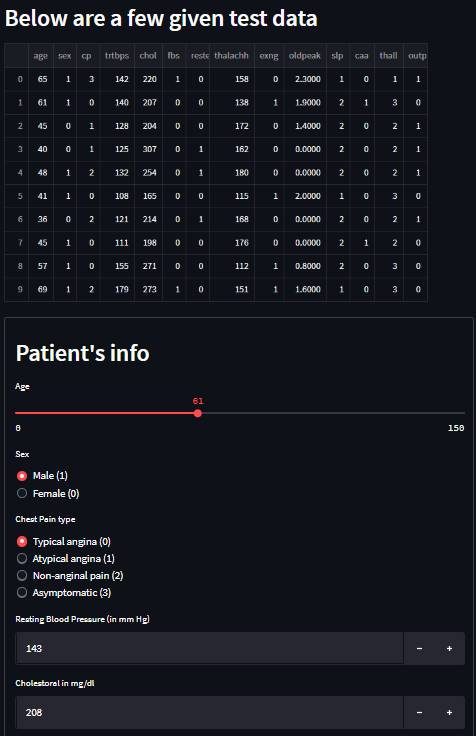 Below are a few given test data
age sex cp trtbps chol fbs reste thalachh exng oldpeak slp caa thall outp
0 65 1 3 142 220 1 0 158 0 2.3000 1 0 1 1
1 61 1 0 140 207 0 0 138 1 1.9000 2 1 3 0
2 45 0 1 128 204 0 0 172 0 1.4000 2 0 2 1
3 40 0 1 125 307 0 1 162 0 0.0000 2 0 2 1
4 48 1 2 132 254 0 1 180 0 0.0000 2 0 2 1
5 41 1 0 108 165 0 0 115 1 2.0000 1 0 3 0
6 36 0 2 121 214 0 1 168 0 0.0000 2 0 2 1
7 45 1 0 111 198 0 0 176 0 0.0000 2 1 2 0
8 57 1 0 155 271 0 0 112 1 0.8000 2 0 3 0
9 69 1 2 179 273 1 0 151 1 1.6000 1 0 3 0
Patient's info
Age
61
0 150
Sex
Male (1)
Female (0)
Chest Pain type
Typical angina (0)
Atypical angina (1)
Non-anginal pain (2)
Asymptomatic (3)
Resting Blood Pressure (in mm Hg)
143 − +
Cholestoral in mg/dl
208 − +